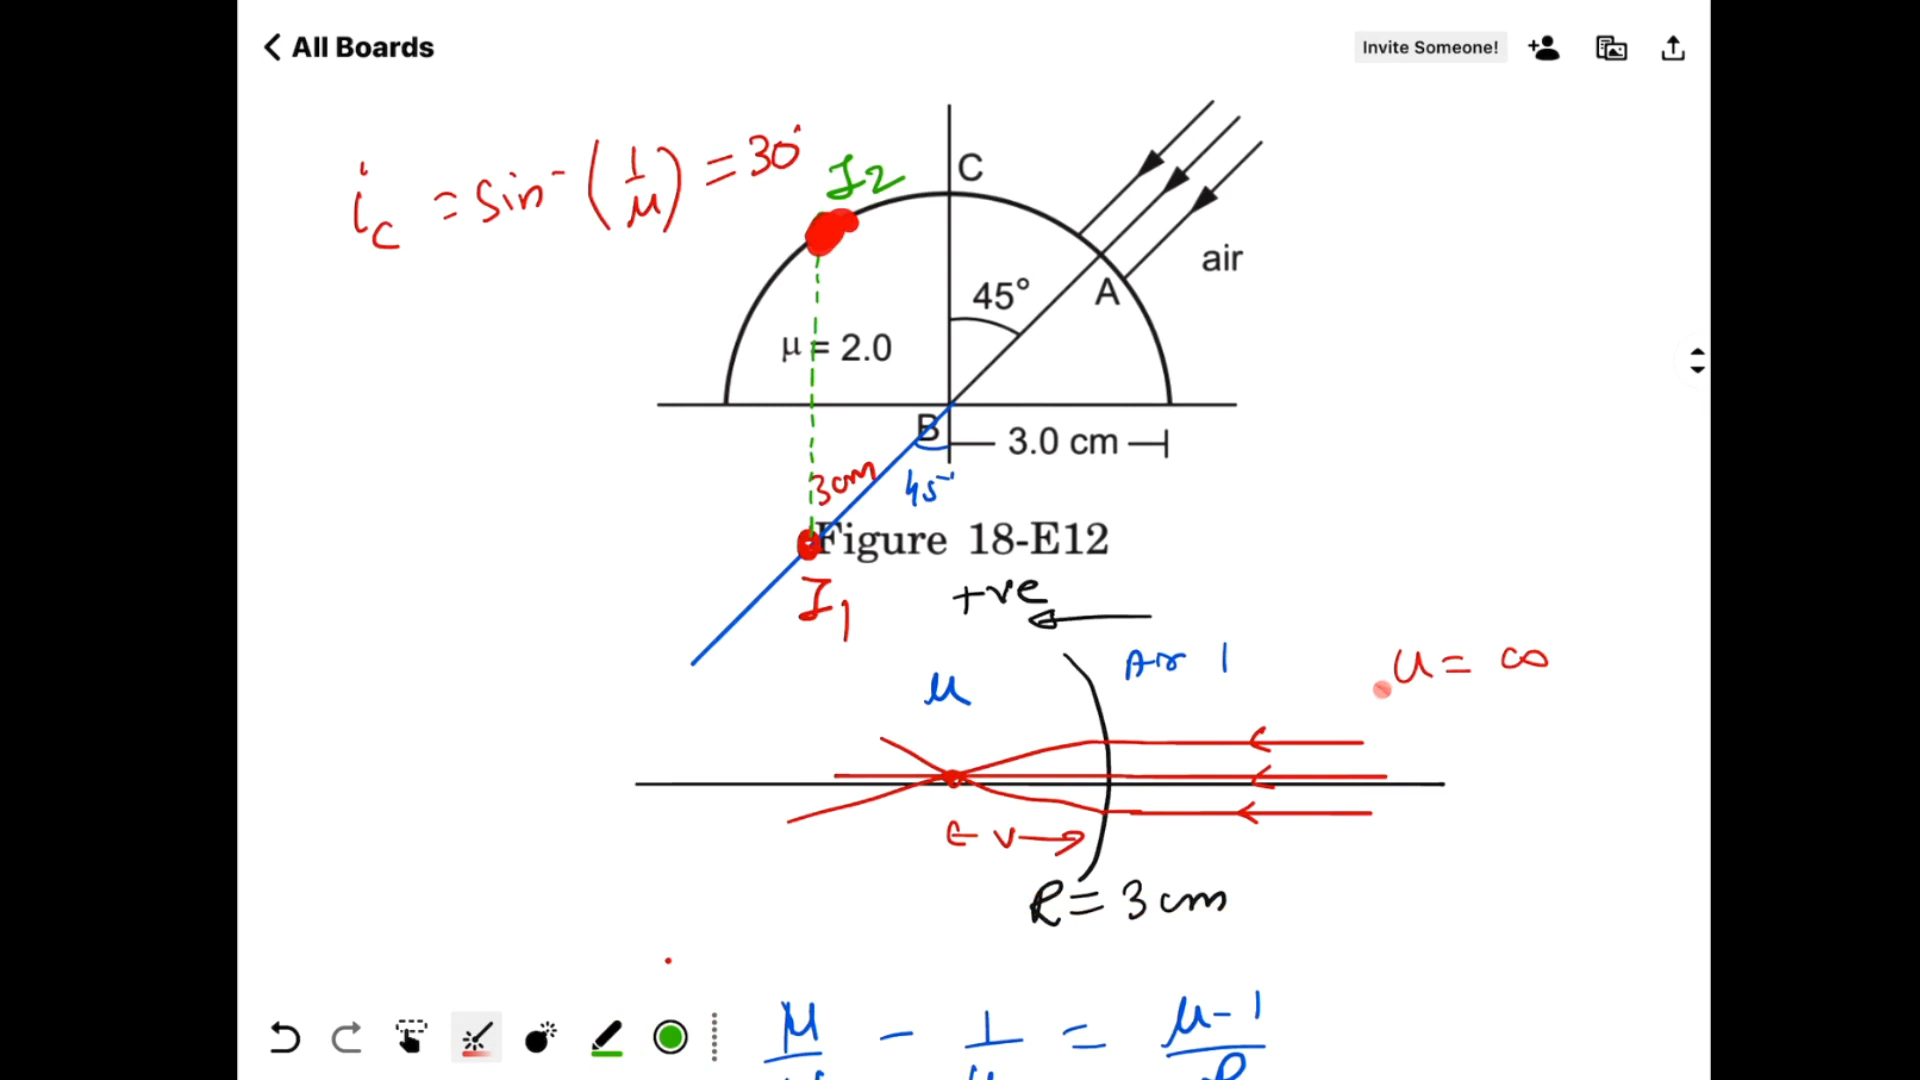 All Boards
Invite Someone!
i_c = sin⁻(1/μ) = 30°
I2
C
air
45°
A
μ = 2.0
B
3.0 cm
3cm
45°
Figure 18-E12
I1
+ve
Air 1
u = ∞
μ
← v →
R = 3 cm
μ/v − 1/u = μ-1/R